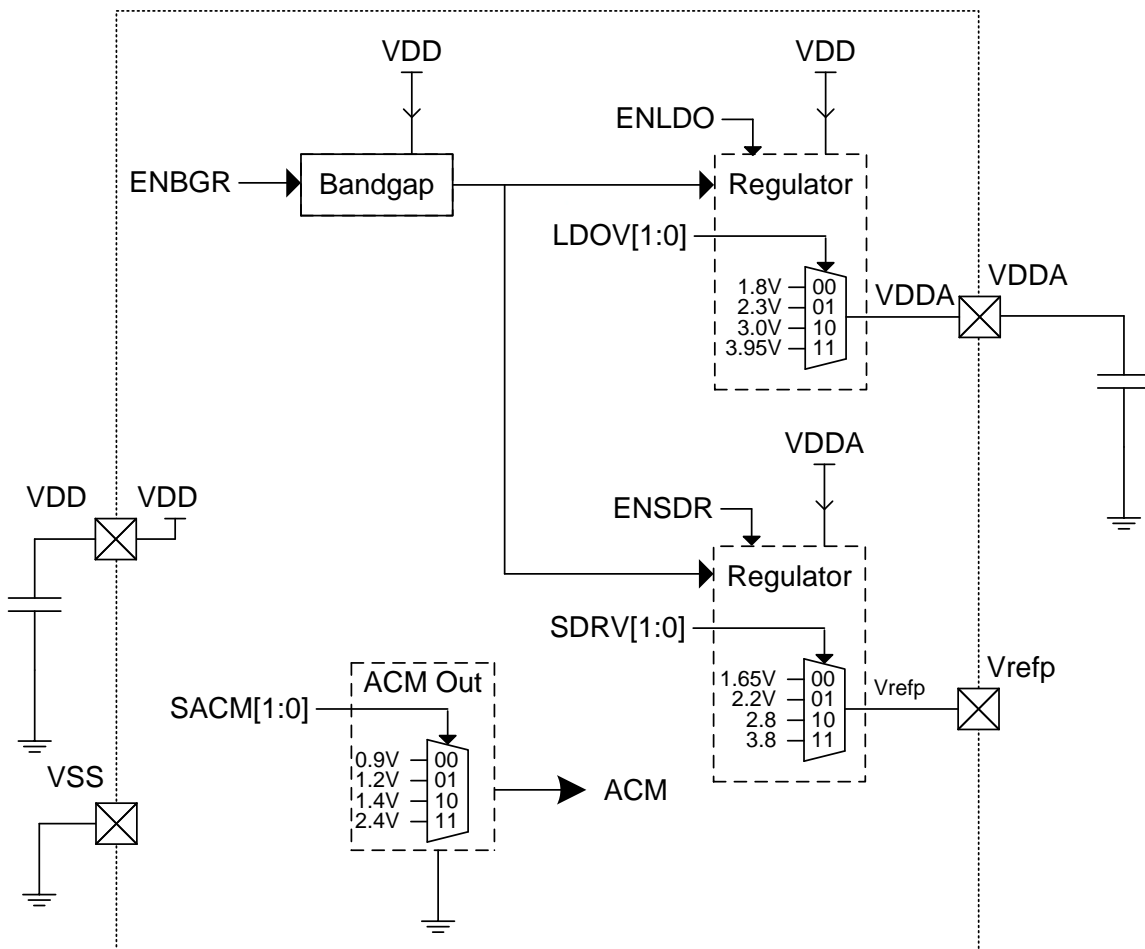 VDD
VDD
ENLDO
ENBGR
Bandgap
Regulator
LDOV[1:0]
1.8V 00
2.3V 01
3.0V 10
3.95V 11
VDDA
VDDA
VDDA
VDD
VDD
ENSDR
Regulator
SDRV[1:0]
1.65V 00
2.2V 01
2.8 10
3.8 11
Vrefp
Vrefp
ACM Out
SACM[1:0]
0.9V 00
1.2V 01
1.4V 10
2.4V 11
ACM
VSS